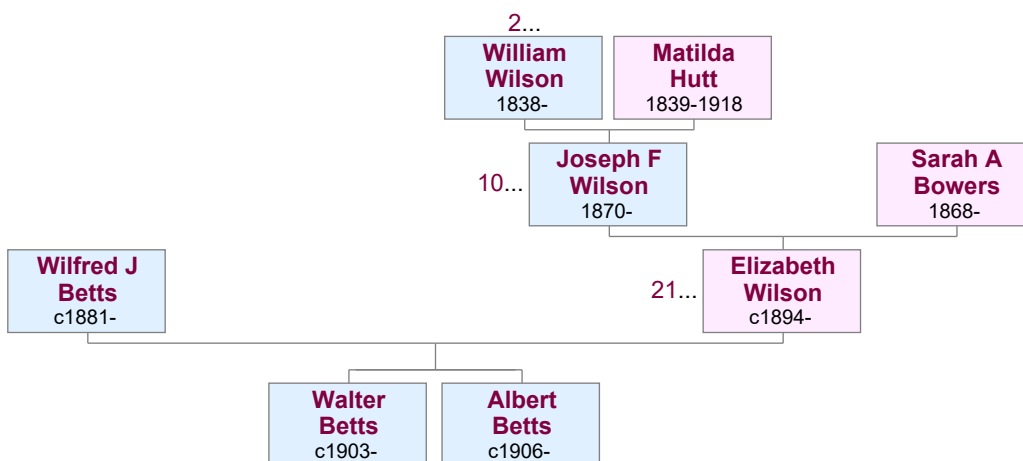 2...
William
Wilson
1838-
Matilda
Hutt
1839-1918
10...
Joseph F
Wilson
1870-
Sarah A
Bowers
1868-
Wilfred J
Betts
c1881-
21...
Elizabeth
Wilson
c1894-
Walter
Betts
c1903-
Albert
Betts
c1906-